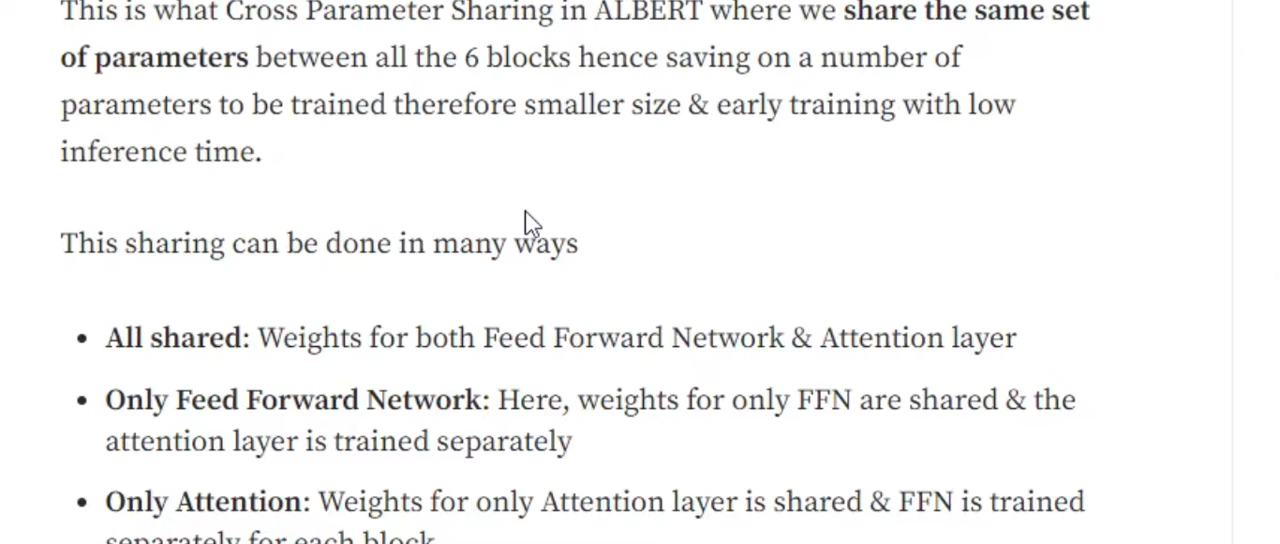 This is what Cross Parameter Sharing in ALBERT where we share the same set
of parameters between all the 6 blocks hence saving on a number of
parameters to be trained therefore smaller size & early training with low
inference time.
This sharing can be done in many ways
• All shared: Weights for both Feed Forward Network & Attention layer
• Only Feed Forward Network: Here, weights for only FFN are shared & the
attention layer is trained separately
• Only Attention: Weights for only Attention layer is shared & FFN is trained
separately for each block